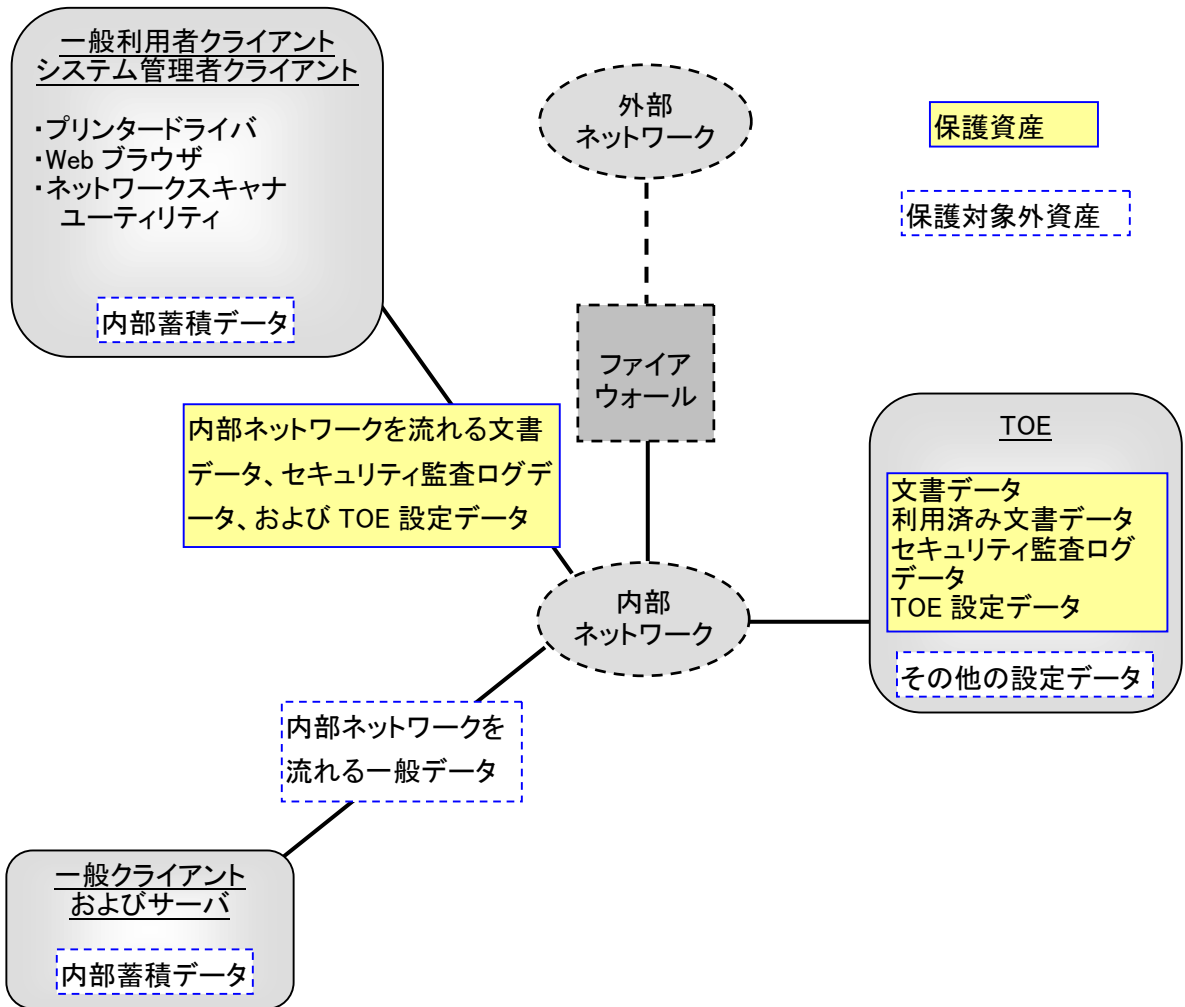 一般利用者クライアント
システム管理者クライアント
・プリンタードライバ
・Web ブラウザ
・ネットワークスキャナ
ユーティリティ
内部蓄積データ
外部
ネットワーク
保護資産
保護対象外資産
ファイア
ウォール
内部ネットワークを流れる文書
データ、セキュリティ監査ログデ
ータ、および TOE 設定データ
TOE
文書データ
利用済み文書データ
セキュリティ監査ログ
データ
TOE 設定データ
その他の設定データ
内部
ネットワーク
内部ネットワークを
流れる一般データ
一般クライアント
およびサーバ
内部蓄積データ